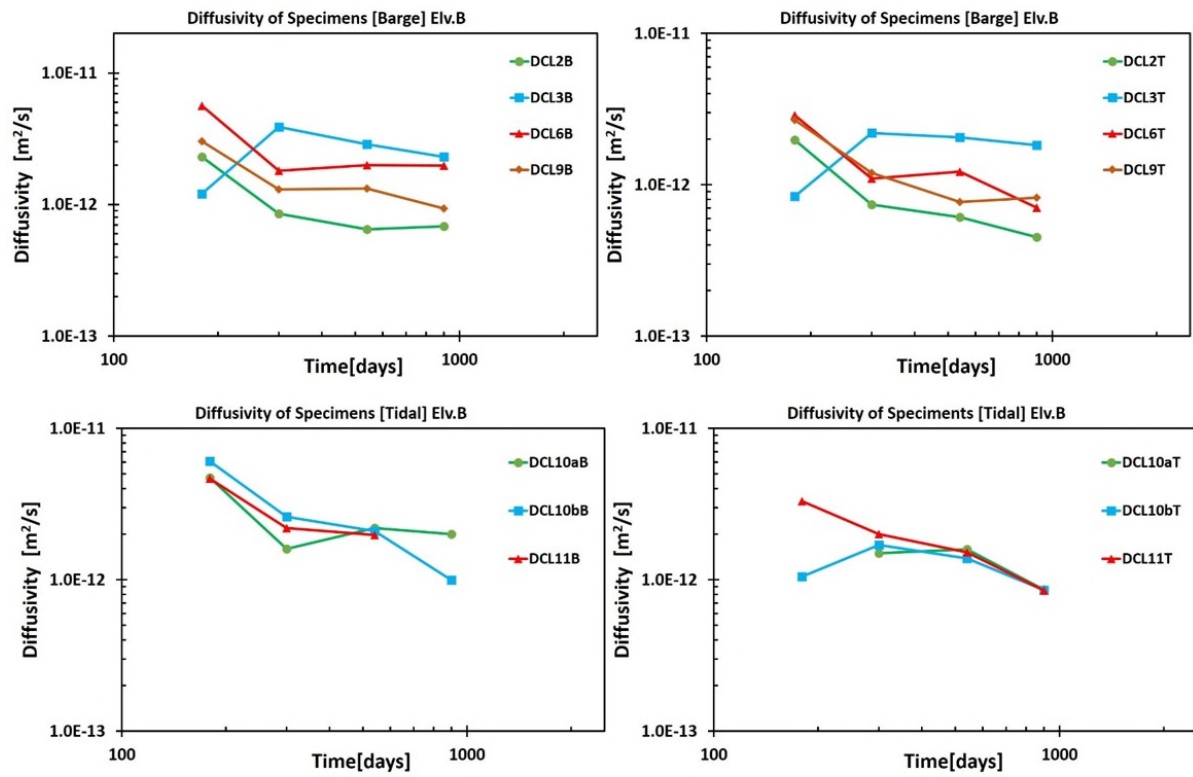 Diffusivity of Specimens [Barge] Elv.B
1.0E-11
1.0E-12
1.0E-13
Diffusivity [m²/s]
DCL2B
DCL3B
DCL6B
DCL9B
100
1000
Time[days]
Diffusivity of Specimens [Barge] Elv.B
1.0E-11
1.0E-12
1.0E-13
Diffusivity [m²/s]
DCL2T
DCL3T
DCL6T
DCL9T
100
1000
Time[days]
Diffusivity of Specimens [Tidal] Elv.B
1.0E-11
1.0E-12
1.0E-13
Diffusivity [m²/s]
DCL10aB
DCL10bB
DCL11B
100
1000
Time[days]
Diffusivity of Speciments [Tidal] Elv.B
1.0E-11
1.0E-12
1.0E-13
Diffusivity [m²/s]
DCL10aT
DCL10bT
DCL11T
100
1000
Time[days]